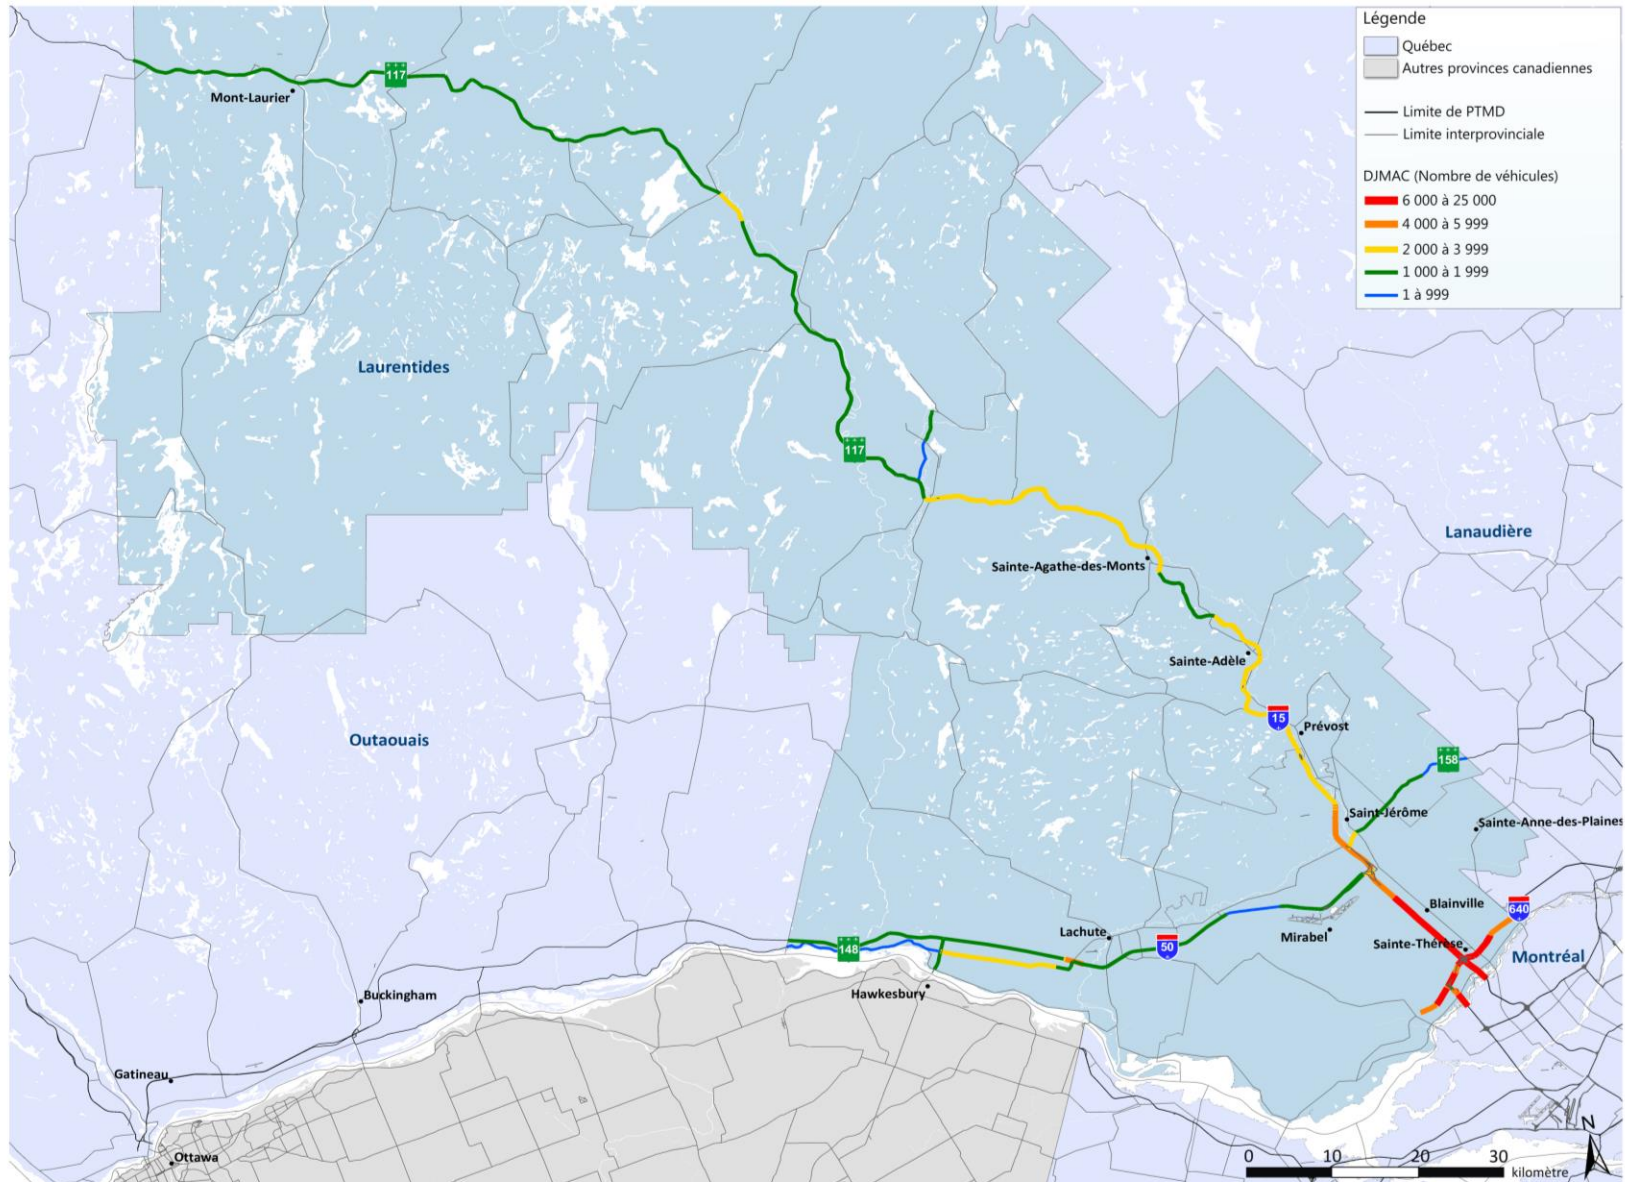 Légende
Québec
Autres provinces canadiennes
Limite de PTMD
Limite interprovinciale
DJMAC (Nombre de véhicules)
6 000 à 25 000
4 000 à 5 999
2 000 à 3 999
1 000 à 1 999
1 à 999
117
Mont-Laurier
Laurentides
117
Lanaudière
Sainte-Agathe-des-Monts
Sainte-Adèle
15
Prévost
Outaouais
158
Saint-Jérôme
Sainte-Anne-des-Plaines
Blainville
640
Lachute
Mirabel
Sainte-Thérèse
50
148
Montréal
Hawkesbury
Buckingham
Gatineau
Ottawa
N
0 10 20 30
kilomètre